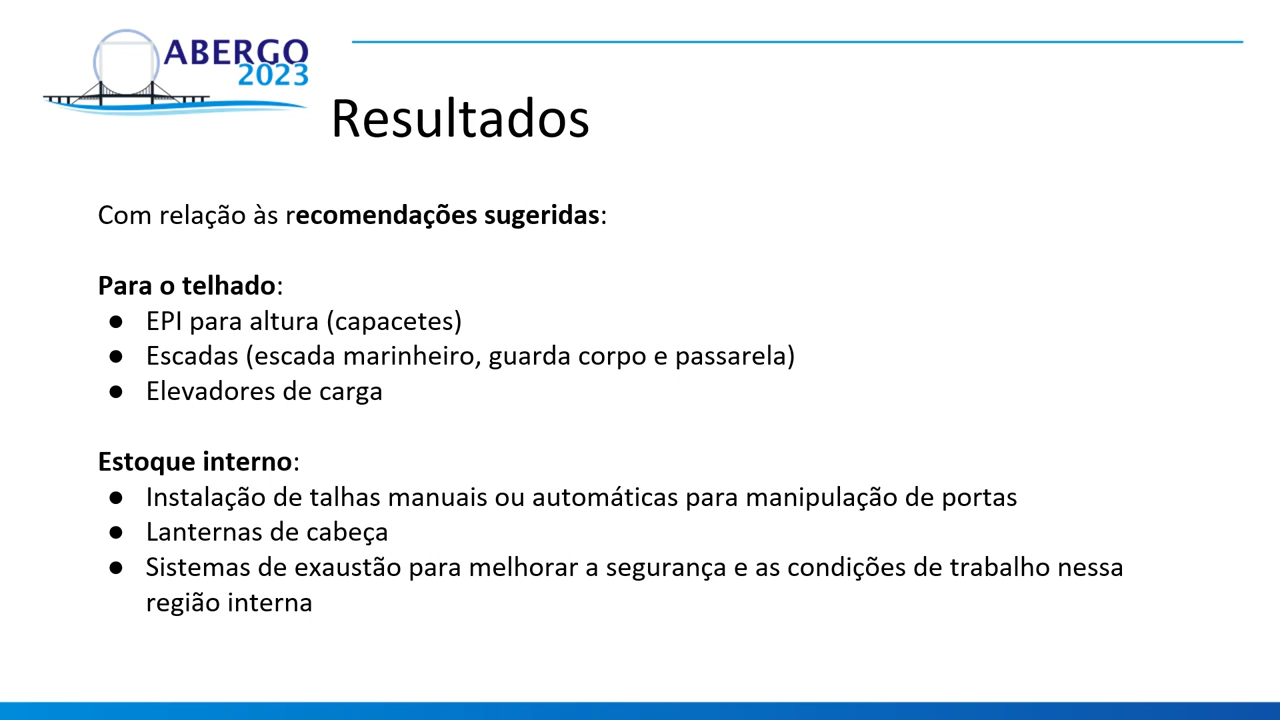 ABERGO
2023
Resultados
Com relação às recomendações sugeridas:
Para o telhado:
● EPI para altura (capacetes)
● Escadas (escada marinheiro, guarda corpo e passarela)
● Elevadores de carga
Estoque interno:
● Instalação de talhas manuais ou automáticas para manipulação de portas
● Lanternas de cabeça
● Sistemas de exaustão para melhorar a segurança e as condições de trabalho nessa
região interna